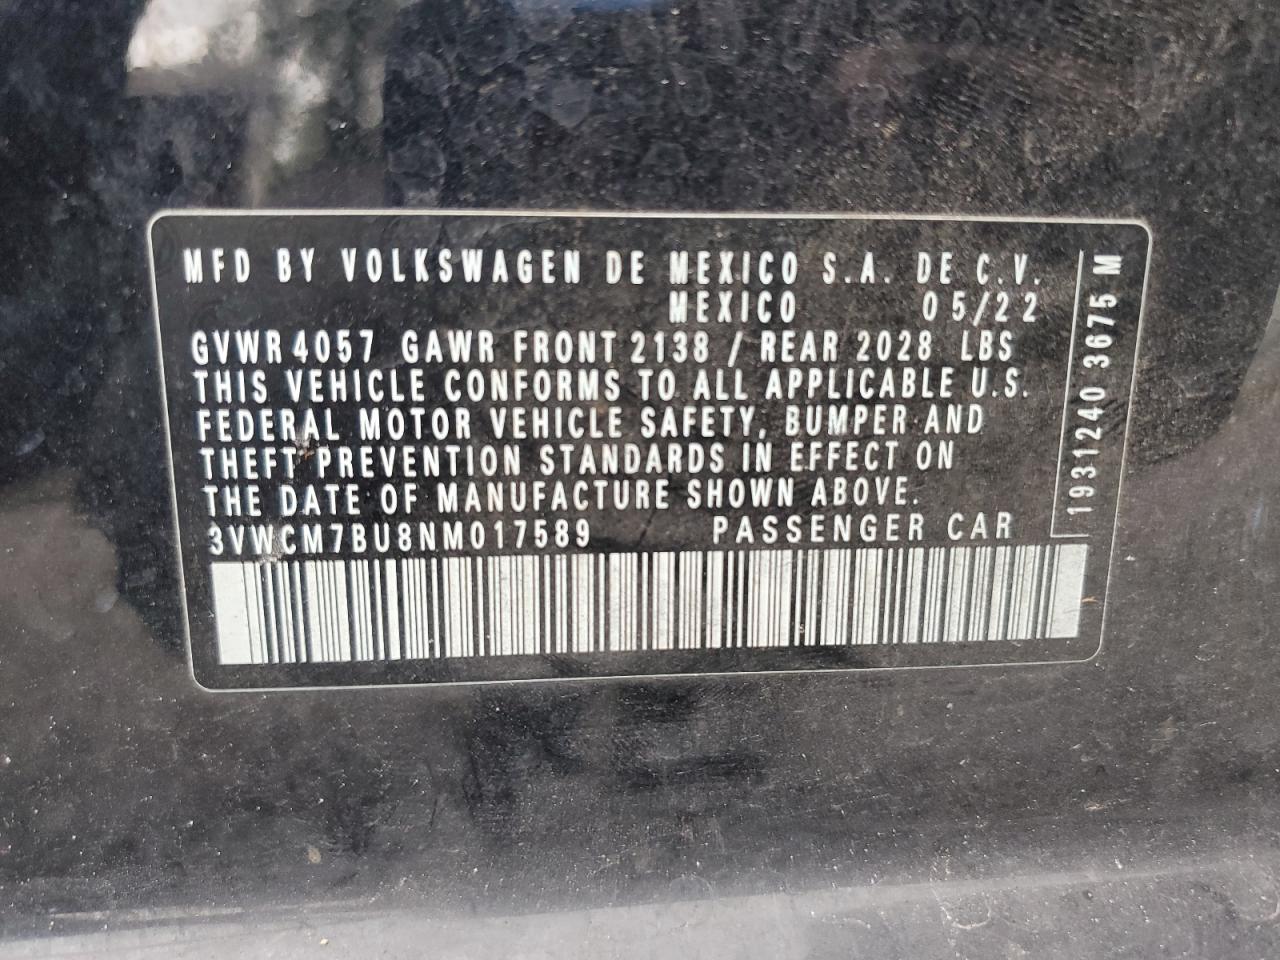 MFD BY VOLKSWAGEN DE MEXICO S.A. DE C.V.
MEXICO 05/22
GVWR 4057 GAWR FRONT 2138 / REAR 2028 LBS
THIS VEHICLE CONFORMS TO ALL APPLICABLE U.S.
FEDERAL MOTOR VEHICLE SAFETY, BUMPER AND
THEFT PREVENTION STANDARDS IN EFFECT ON
THE DATE OF MANUFACTURE SHOWN ABOVE.
3VWCM7BU8NM017589 PASSENGER CAR
1931240 3675 M